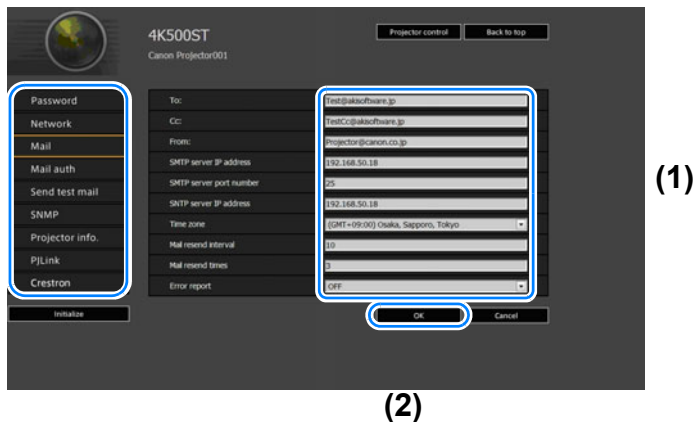 4K500ST
Canon Projector001
Projector control
Back to top
Password
Network
Mail
Mail auth
Send test mail
SNMP
Projector info.
PJLink
Crestron
Initialize
To: Test@akisoftware.jp
Cc: TestCc@akisoftware.jp
From: Projector@canon.co.jp
SMTP server IP address 192.168.50.18
SMTP server port number 25
SNTP server IP address 192.168.50.18
Time zone (GMT+09:00) Osaka, Sapporo, Tokyo
Mail resend interval 10
Mail resend times 3
Error report OFF
OK Cancel
(1)
(2)